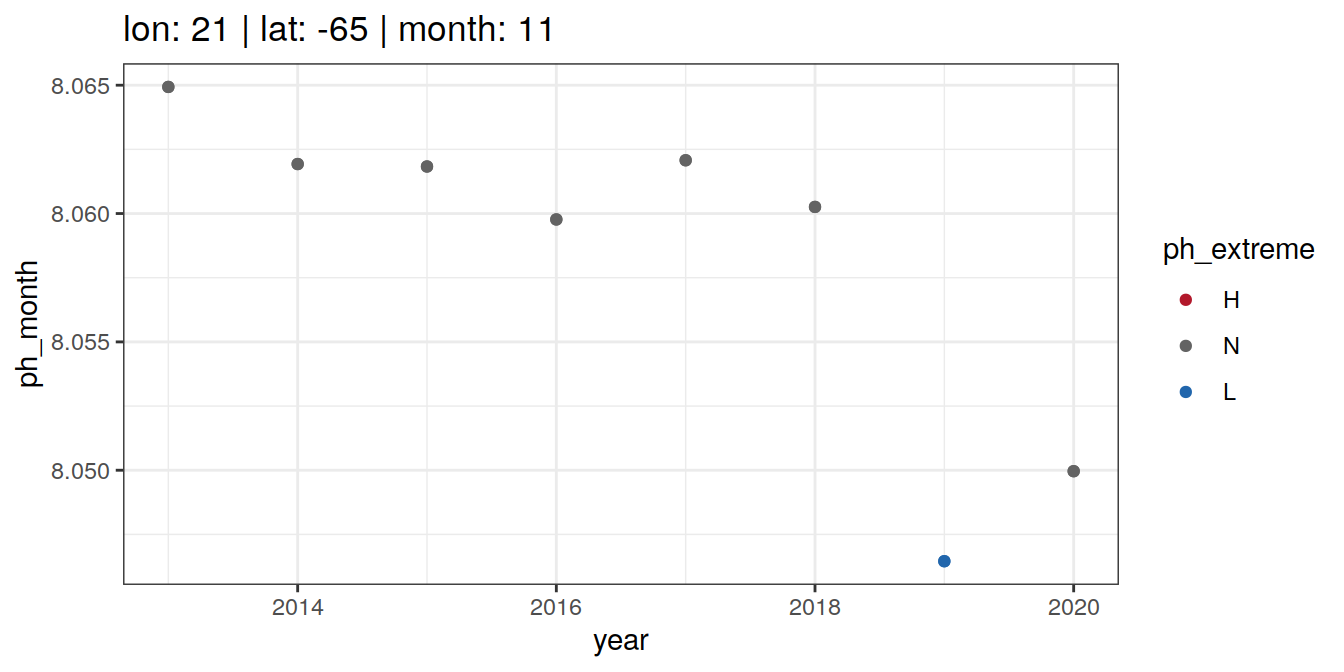 lon: 21 | lat: -65 | month: 11
8.065
8.060
8.055
8.050
ph_month
2014
2016
2018
2020
year
ph_extreme
H
N
L